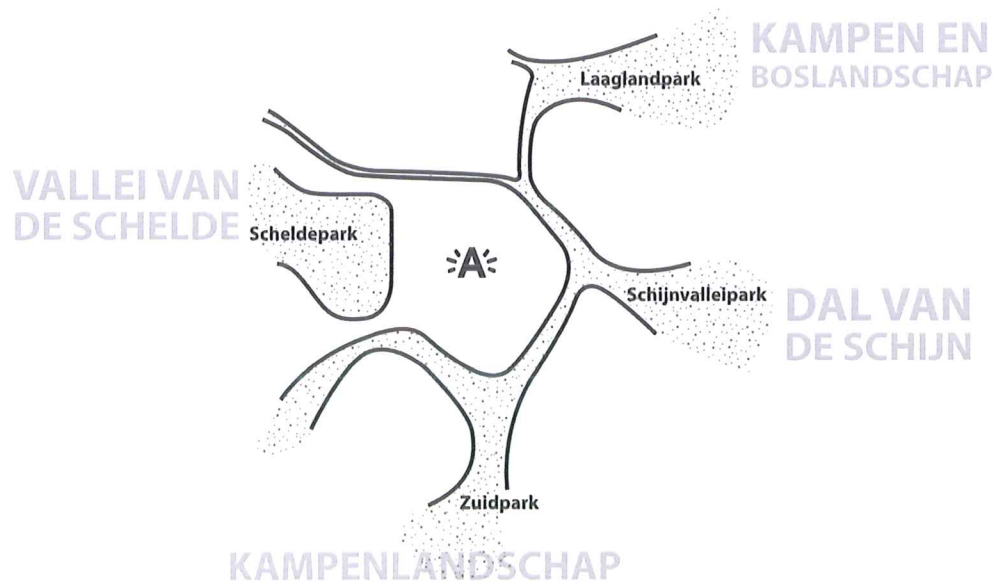 KAMPEN EN
BOSLANDSCHAP
Laaglandpark
VALLEI VAN
DE SCHELDE
Scheldepark
A
Schijnvalleipark
DAL VAN
DE SCHIJN
Zuidpark
KAMPENLANDSCHAP